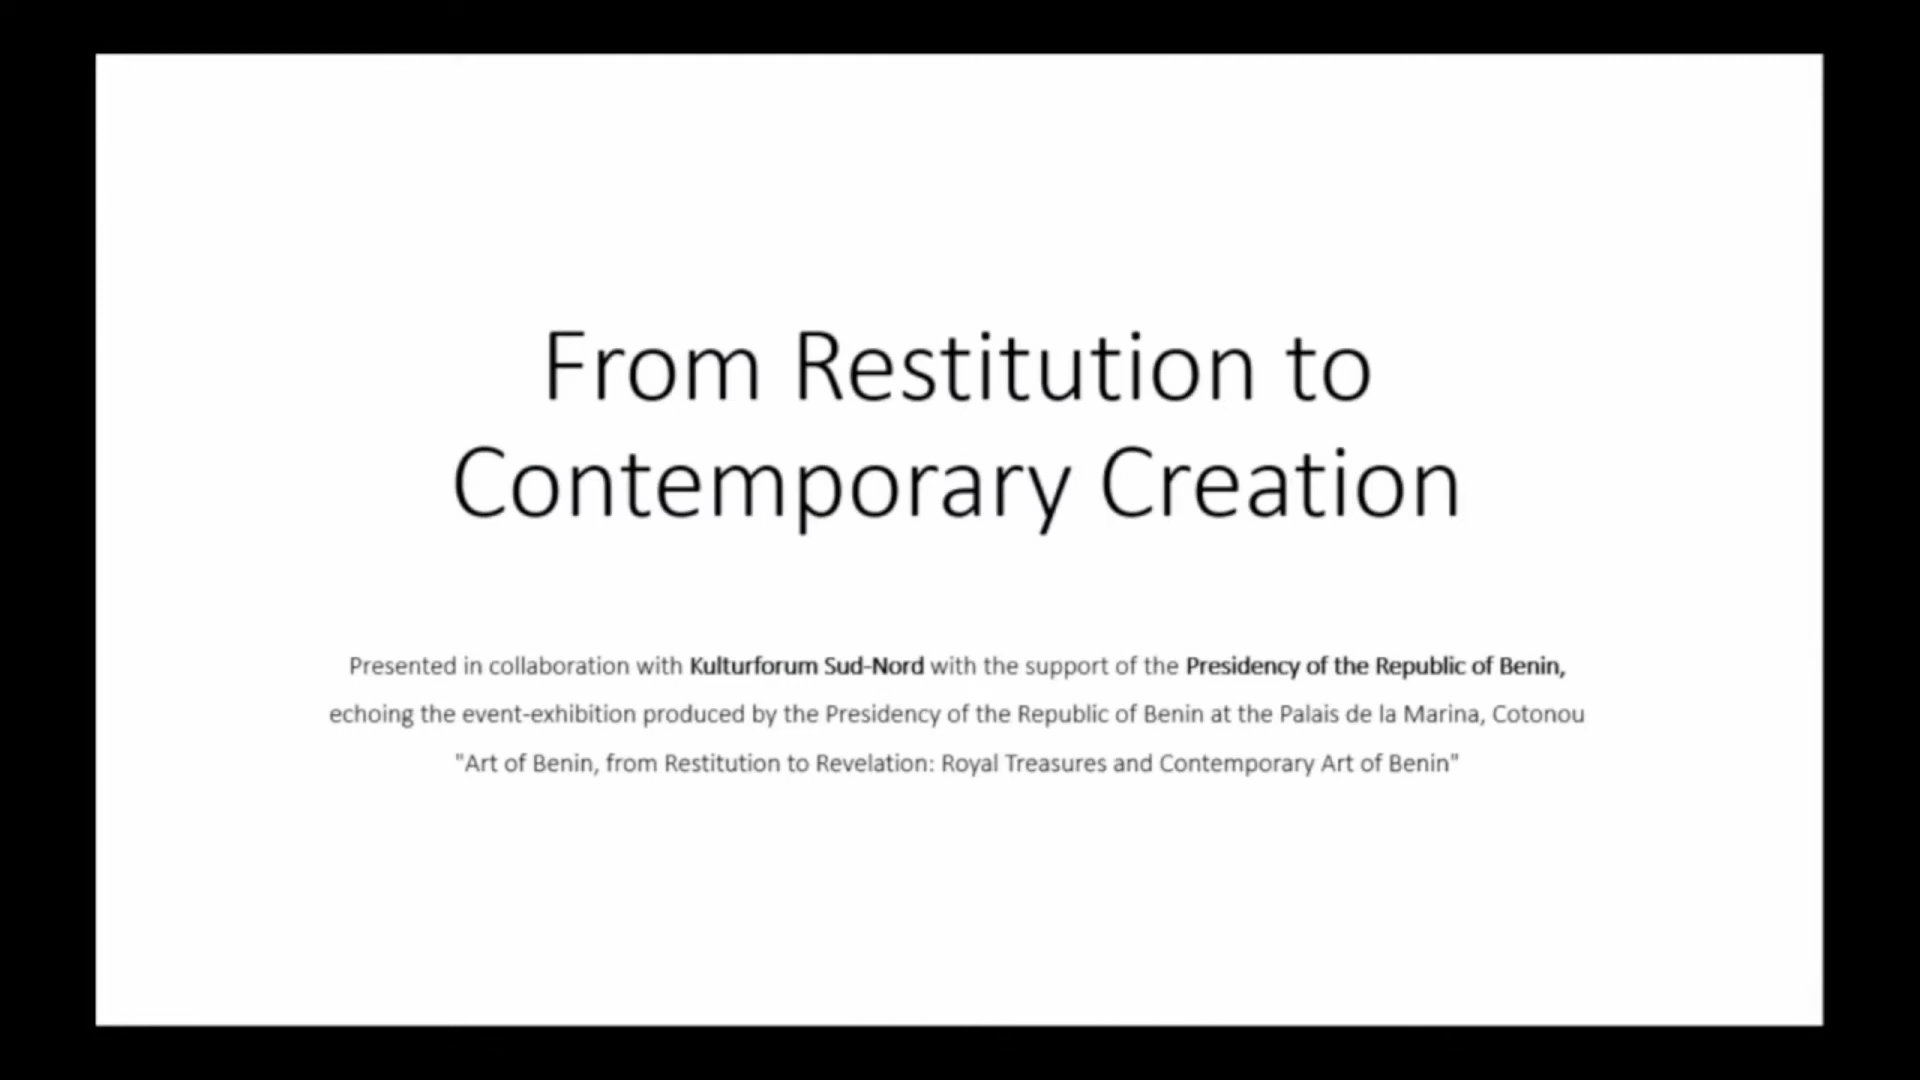 From Restitution to
Contemporary Creation
Presented in collaboration with Kulturforum Sud-Nord with the support of the Presidency of the Republic of Benin,
echoing the event-exhibition produced by the Presidency of the Republic of Benin at the Palais de la Marina, Cotonou
"Art of Benin, from Restitution to Revelation: Royal Treasures and Contemporary Art of Benin"